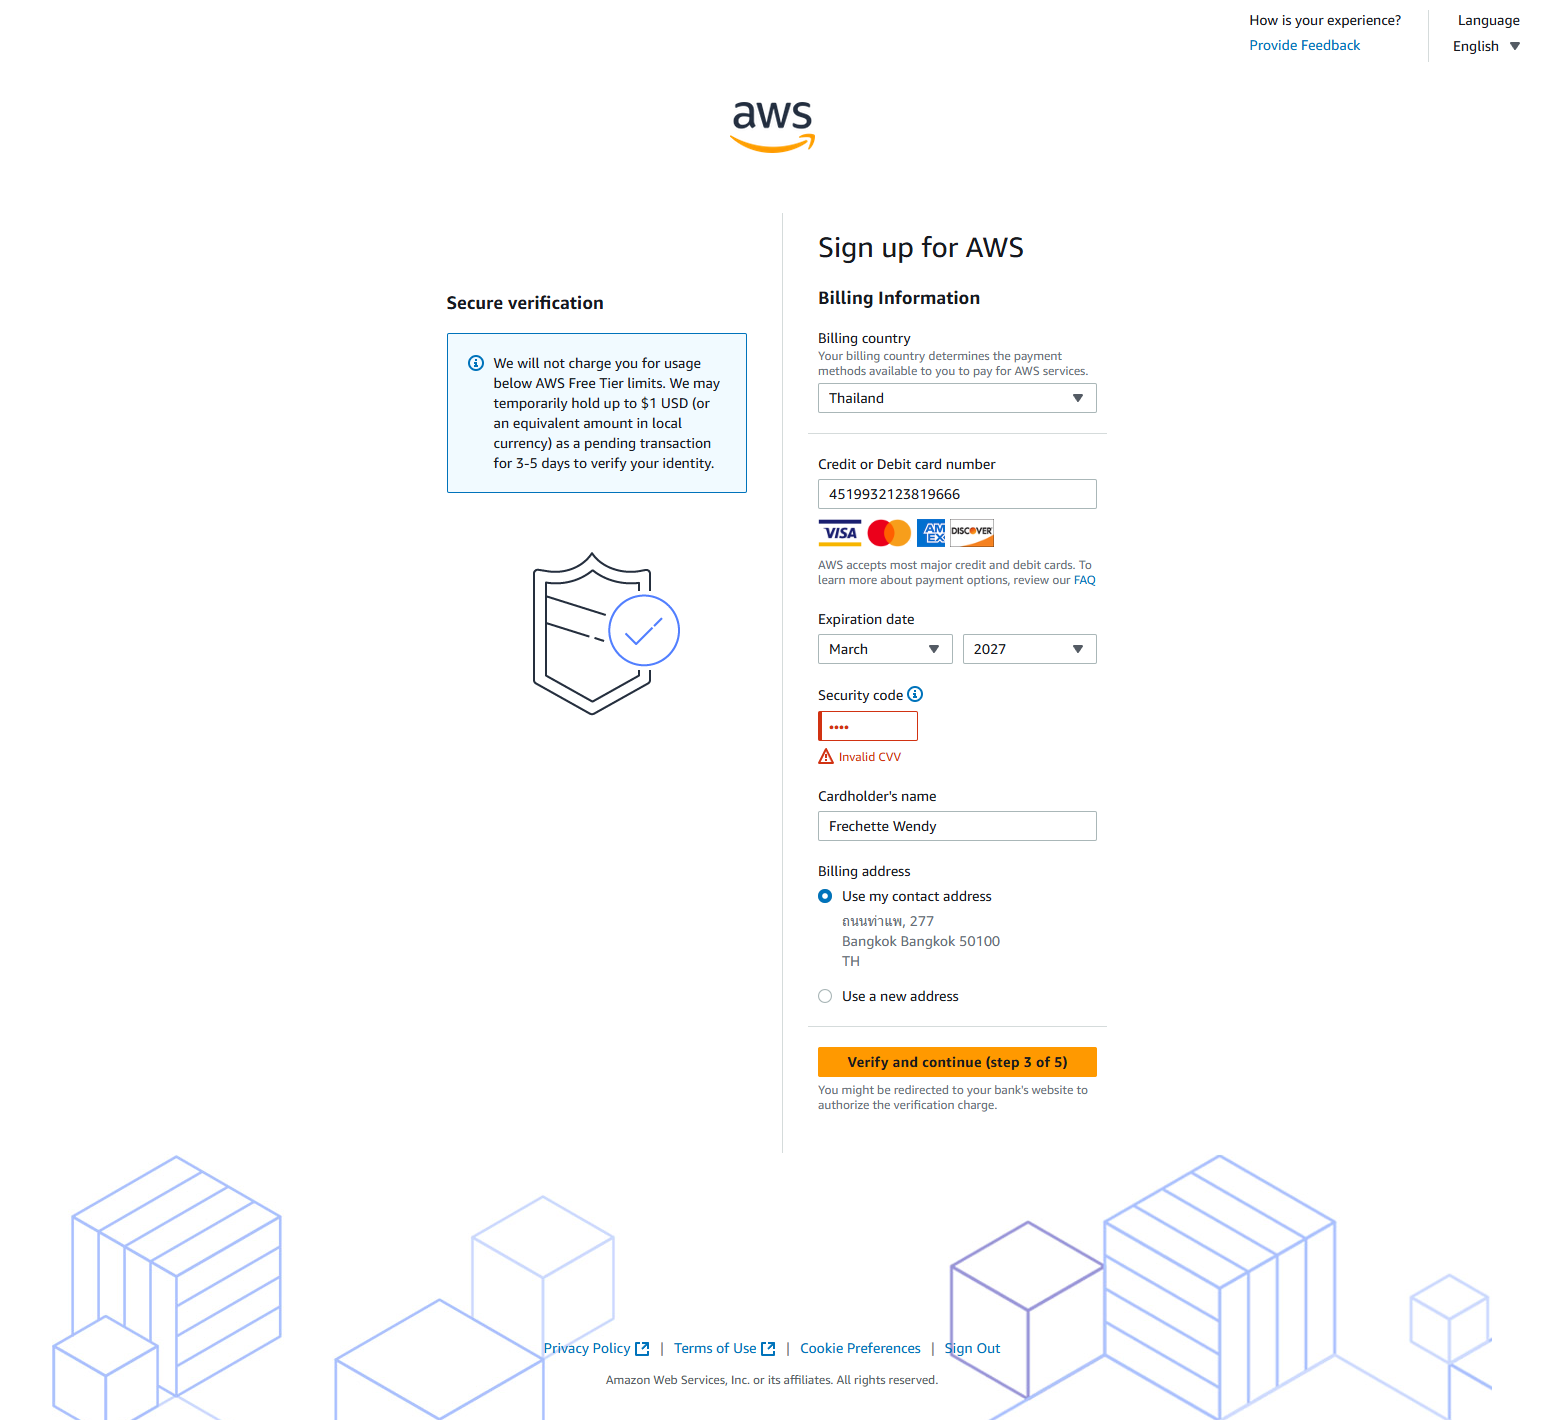 How is your experience?
Provide Feedback
Language
English
aws
Secure verification
We will not charge you for usage
below AWS Free Tier limits. We may
temporarily hold up to $1 USD (or
an equivalent amount in local
currency) as a pending transaction
for 3-5 days to verify your identity.
Sign up for AWS
Billing Information
Billing country
Your billing country determines the payment
methods available to you to pay for AWS services.
Thailand
Credit or Debit card number
4519932123819666
VISA
AM
EX
DISCOVER
AWS accepts most major credit and debit cards. To
learn more about payment options, review our FAQ
Expiration date
March
2027
Security code
••••
Invalid CVV
Cardholder's name
Frechette Wendy
Billing address
Use my contact address
ถนนท่าแพ, 277
Bangkok Bangkok 50100
TH
Use a new address
Verify and continue (step 3 of 5)
You might be redirected to your bank's website to
authorize the verification charge.
Privacy Policy | Terms of Use | Cookie Preferences | Sign Out
Amazon Web Services, Inc. or its affiliates. All rights reserved.